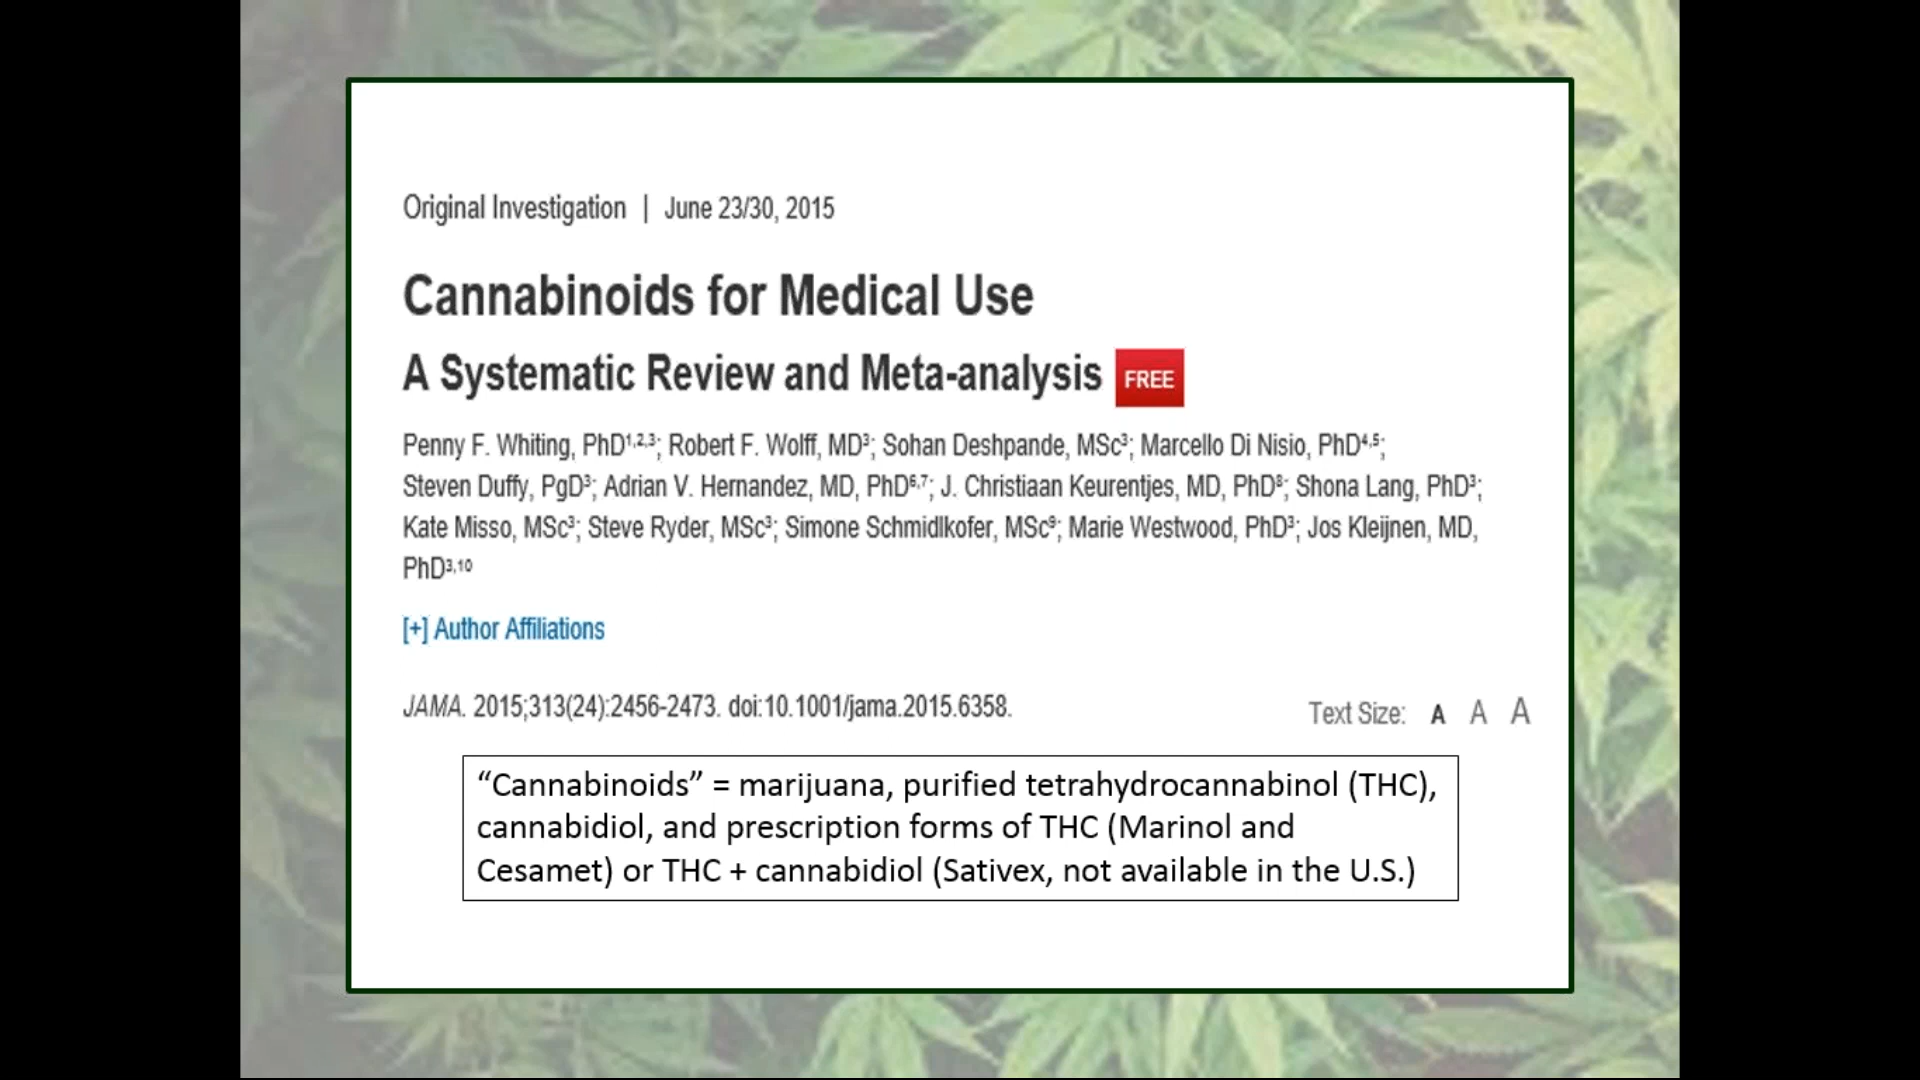 Original Investigation | June 23/30, 2015
Cannabinoids for Medical Use
A Systematic Review and Meta-analysis FREE
Penny F. Whiting, PhD¹,²,³; Robert F. Wolff, MD³; Sohan Deshpande, MSc³; Marcello Di Nisio, PhD⁴,⁵;
Steven Duffy, PgD³; Adrian V. Hernandez, MD, PhD⁶,⁷; J. Christiaan Keurentjes, MD, PhD⁸; Shona Lang, PhD³;
Kate Misso, MSc³; Steve Ryder, MSc³; Simone Schmidlkofer, MSc⁹; Marie Westwood, PhD³; Jos Kleijnen, MD,
PhD³,¹⁰
[+] Author Affiliations
JAMA. 2015;313(24):2456-2473. doi:10.1001/jama.2015.6358.
Text Size: A A A
“Cannabinoids” = marijuana, purified tetrahydrocannabinol (THC),
cannabidiol, and prescription forms of THC (Marinol and
Cesamet) or THC + cannabidiol (Sativex, not available in the U.S.)